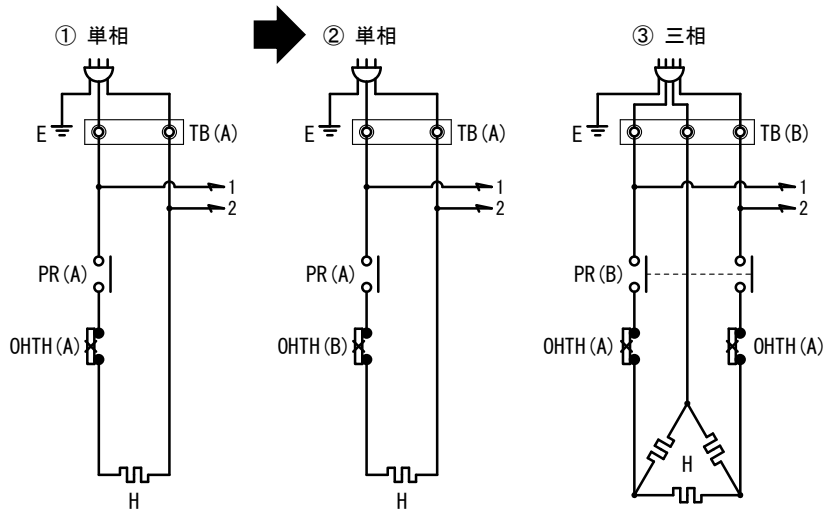 ① 単相
② 単相
③ 三相
E
TB(A)
E
TB(A)
E
TB(B)
1
2
1
2
1
2
PR(A)
PR(A)
PR(B)
OHTH(A)
OHTH(B)
OHTH(A)
OHTH(A)
H
H
H